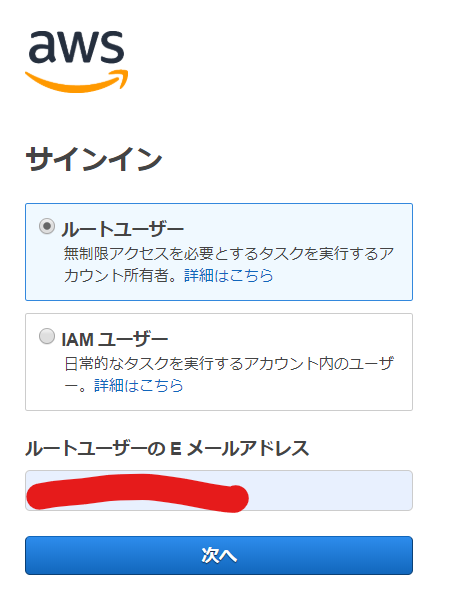 aws
サインイン
ルートユーザー
無制限アクセスを必要とするタスクを実行するア
カウント所有者。詳細はこちら
IAM ユーザー
日常的なタスクを実行するアカウント内のユーザ
ー。詳細はこちら
ルートユーザーの E メールアドレス
次へ